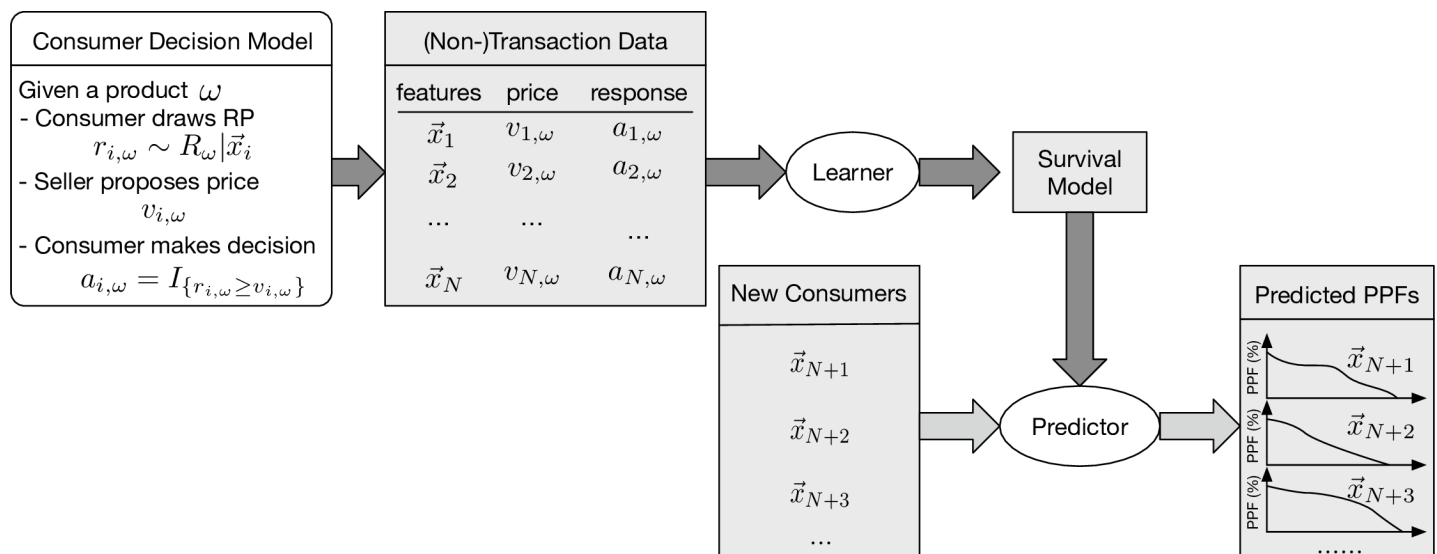 Consumer Decision Model
Given a product ω
- Consumer draws RP
r_{i,ω} ∼ R_ω|x⃗_i
- Seller proposes price
v_{i,ω}
- Consumer makes decision
a_{i,ω} = I_{\{r_{i,ω}≥v_{i,ω}\}}
(Non-)Transaction Data
features price response
x⃗_1 v_{1,ω} a_{1,ω}
x⃗_2 v_{2,ω} a_{2,ω}
... ... ...
x⃗_N v_{N,ω} a_{N,ω}
Learner
Survival
Model
New Consumers
x⃗_{N+1}
x⃗_{N+2}
x⃗_{N+3}
...
Predictor
Predicted PPFs
PPF (%) x⃗_{N+1}
PPF (%) x⃗_{N+2}
PPF (%) x⃗_{N+3}
......